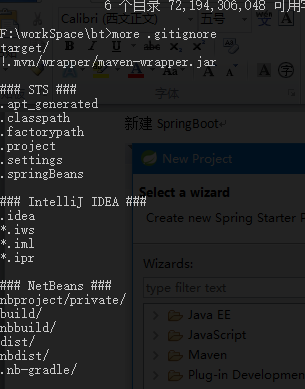 6 个目录 72,194,306,048 可用字
Calibri (西文正文)
五号
F:\workSpace\bt>more .gitignore
target/
!.mvn/wrapper/maven-wrapper.jar
### STS ###
.apt_generated
.classpath
.factorypath
.project
.settings
.springBeans
### IntelliJ IDEA ###
.idea
*.iws
*.iml
*.ipr
### NetBeans ###
nbproject/private/
build/
nbbuild/
dist/
nbdist/
.nb-gradle/
新建 SpringBoot
New Project
Select a wizard
Create new Spring Starter P
Wizards:
type filter text
Java EE
JavaScript
Maven
Plug-in Development